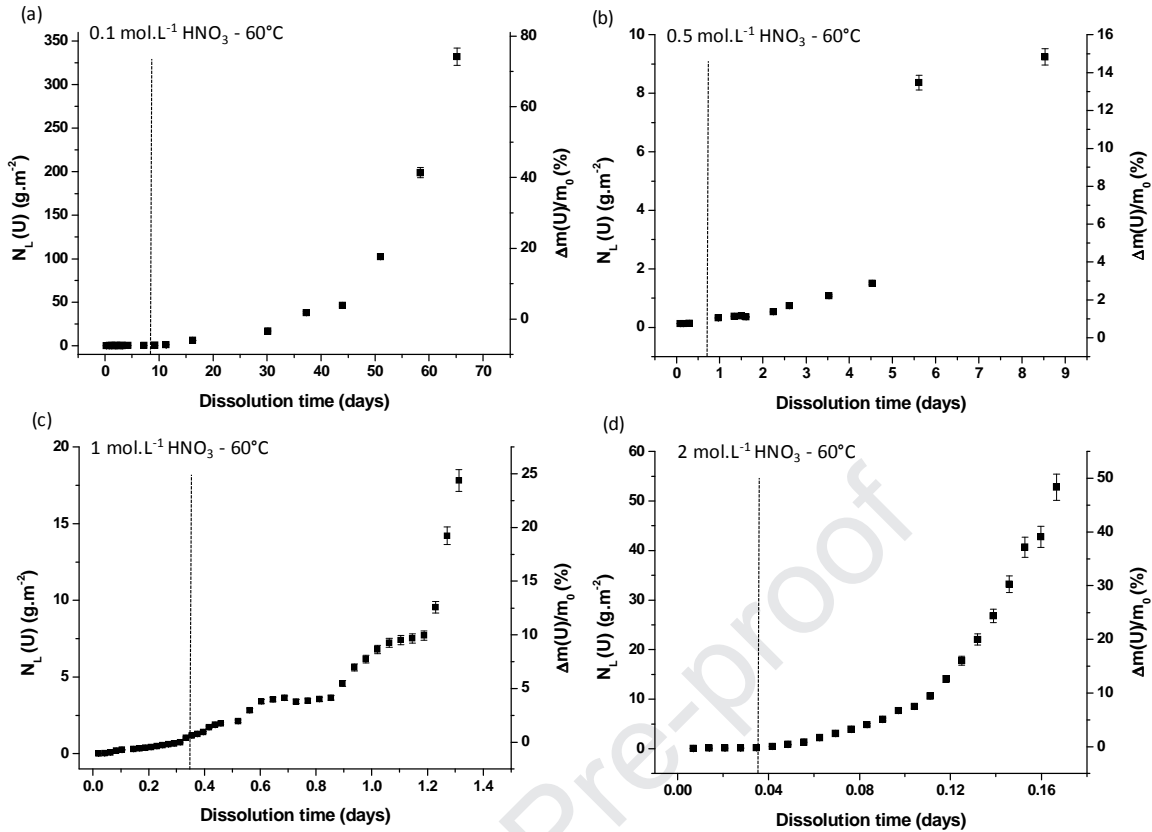 (a)
0.1 mol.L⁻¹ HNO₃ - 60°C
350
300
250
200
150
100
50
0
N_L (U) (g.m⁻²)
80
60
40
20
0
Δm(U)/m₀ (%)
0 10 20 30 40 50 60 70
Dissolution time (days)
(b)
0.5 mol.L⁻¹ HNO₃ - 60°C
10
8
6
4
2
0
N_L (U) (g.m⁻²)
16
14
12
10
8
6
4
2
0
Δm(U)/m₀ (%)
0 1 2 3 4 5 6 7 8 9
Dissolution time (days)
(c)
1 mol.L⁻¹ HNO₃ - 60°C
20
15
10
5
0
N_L (U) (g.m⁻²)
25
20
15
10
5
0
Δm(U)/m₀ (%)
0.0 0.2 0.4 0.6 0.8 1.0 1.2 1.4
Dissolution time (days)
(d)
2 mol.L⁻¹ HNO₃ - 60°C
60
50
40
30
20
10
0
N_L (U) (g.m⁻²)
50
40
30
20
10
0
Δm(U)/m₀ (%)
0.00 0.04 0.08 0.12 0.16
Dissolution time (days)
Pre-proof